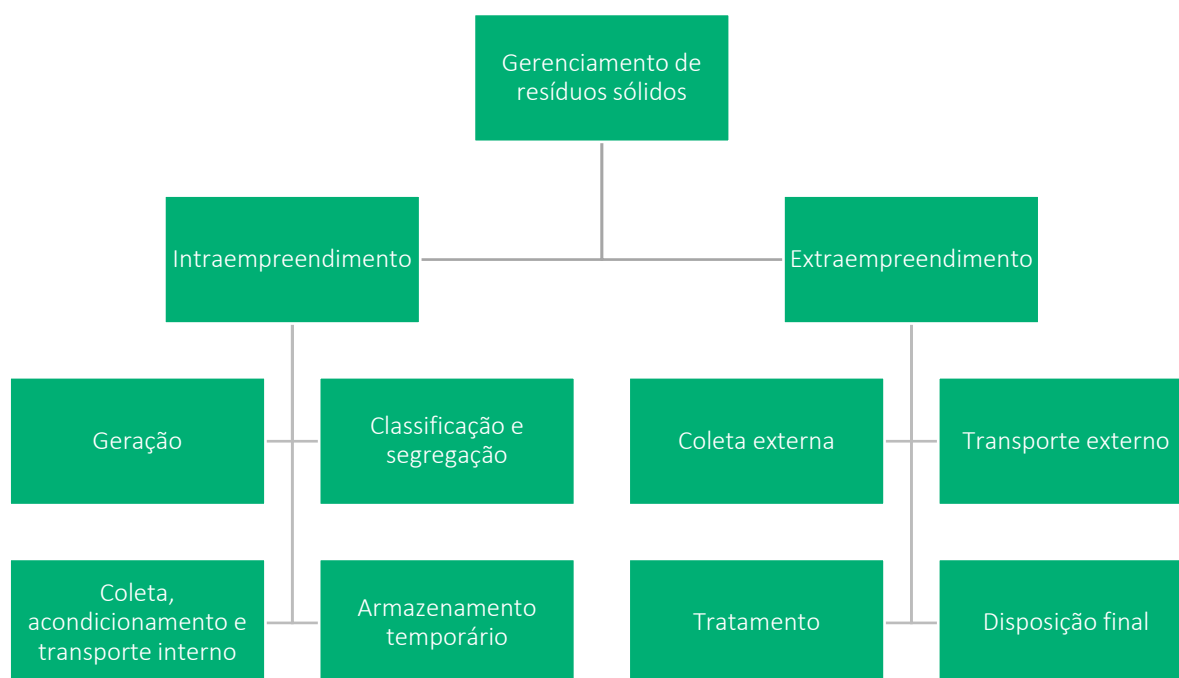 Gerenciamento de
resíduos sólidos
Intraempreendimento
Extraempreendimento
Geração
Classificação e
segregação
Coleta externa
Transporte externo
Coleta,
acondicionamento e
transporte interno
Armazenamento
temporário
Tratamento
Disposição final